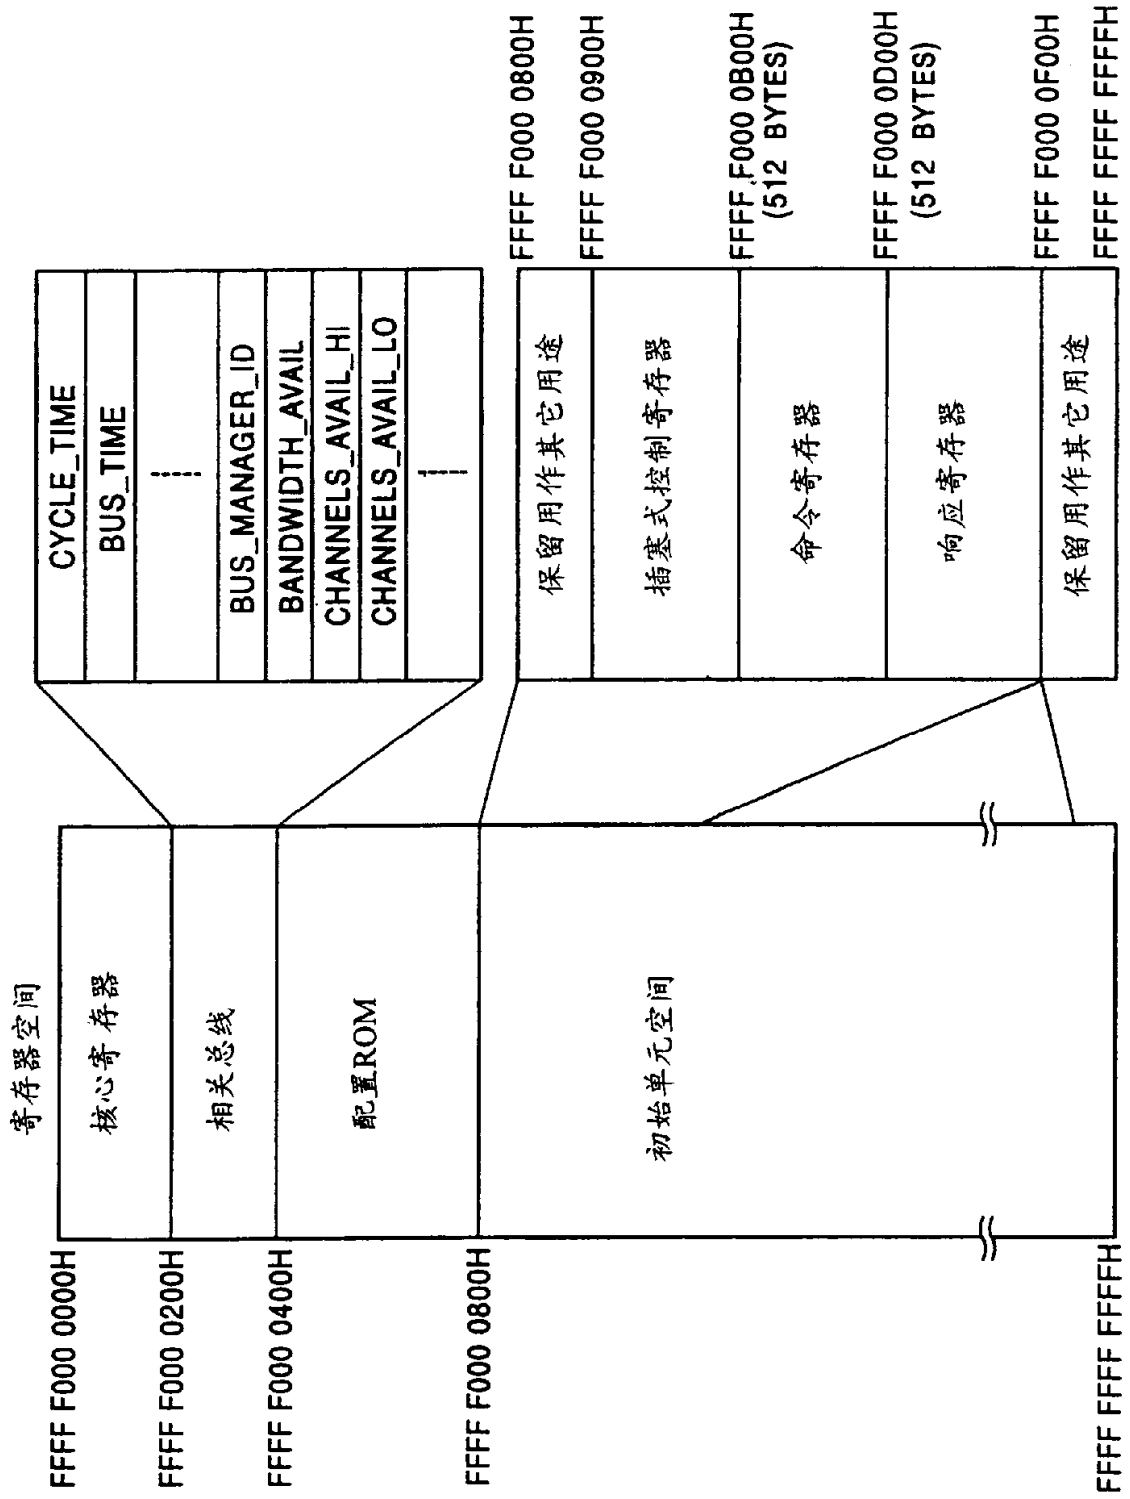 寄存器空间
FFFF F000 0000H
核心寄存器
FFFF F000 0200H
相关总线
FFFF F000 0400H
配置ROM
FFFF F000 0800H
初始单元空间
FFFF FFFF FFFFH
CYCLE_TIME
BUS_TIME
BUS_MANAGER_ID
BANDWIDTH_AVAIL
CHANNELS_AVAIL_HI
CHANNELS_AVAIL_LO
FFFF F000 0800H
保留用作其它用途
FFFF F000 0900H
插塞式控制寄存器
FFFF F000 0B00H
(512 BYTES)
命令寄存器
FFFF F000 0D00H
(512 BYTES)
响应寄存器
FFFF F000 0F00H
保留用作其它用途
FFFF FFFF FFFFH